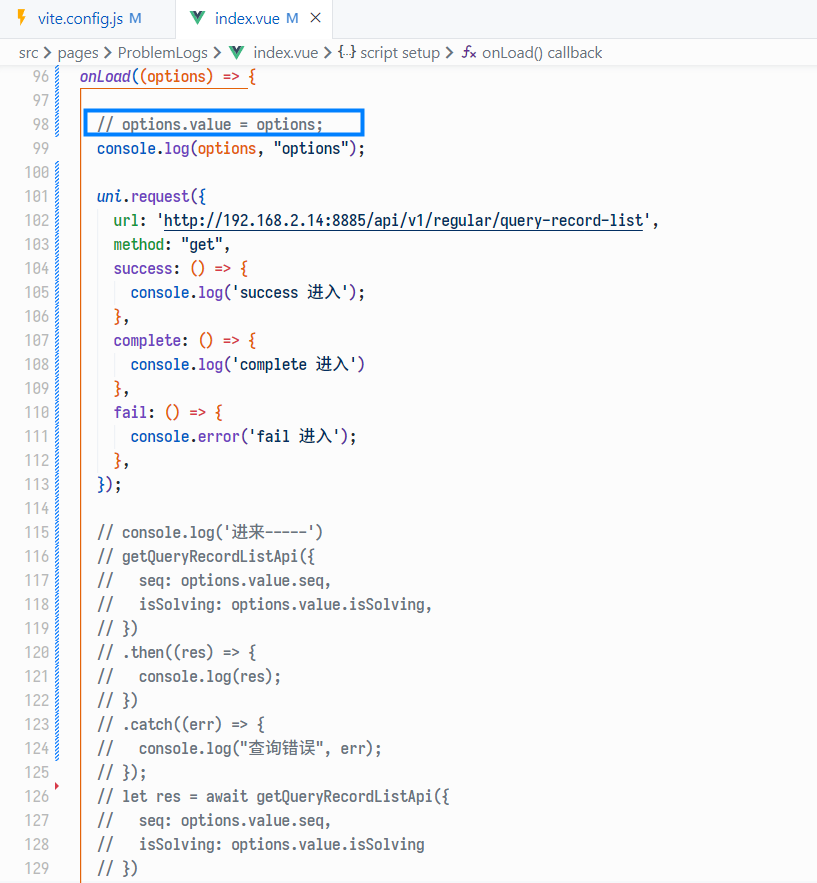 vite.config.js M
index.vue M ×
src > pages > ProblemLogs > index.vue > {··} script setup > onLoad() callback
96 onLoad((options) => {
97
98 // options.value = options;
99 console.log(options, "options");
100
101 uni.request({
102 url: 'http://192.168.2.14:8885/api/v1/regular/query-record-list',
103 method: "get",
104 success: () => {
105 console.log('success 进入');
106 },
107 complete: () => {
108 console.log('complete 进入')
109 },
110 fail: () => {
111 console.error('fail 进入');
112 },
113 });
114
115 // console.log('进来-----')
116 // getQueryRecordListApi({
117 //   seq: options.value.seq,
118 //   isSolving: options.value.isSolving,
119 // })
120 // .then((res) => {
121 //   console.log(res);
122 // })
123 // .catch((err) => {
124 //   console.log("查询错误", err);
125 // });
126 // let res = await getQueryRecordListApi({
127 //   seq: options.value.seq,
128 //   isSolving: options.value.isSolving
129 // })